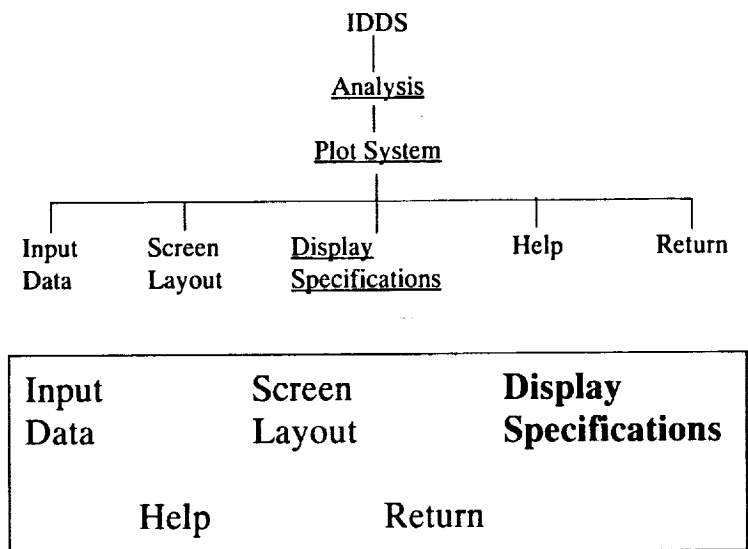 IDDS
Analysis
Plot System
Input Screen Display Help Return
Data Layout Specifications
Input Screen Display
Data Layout Specifications
Help Return